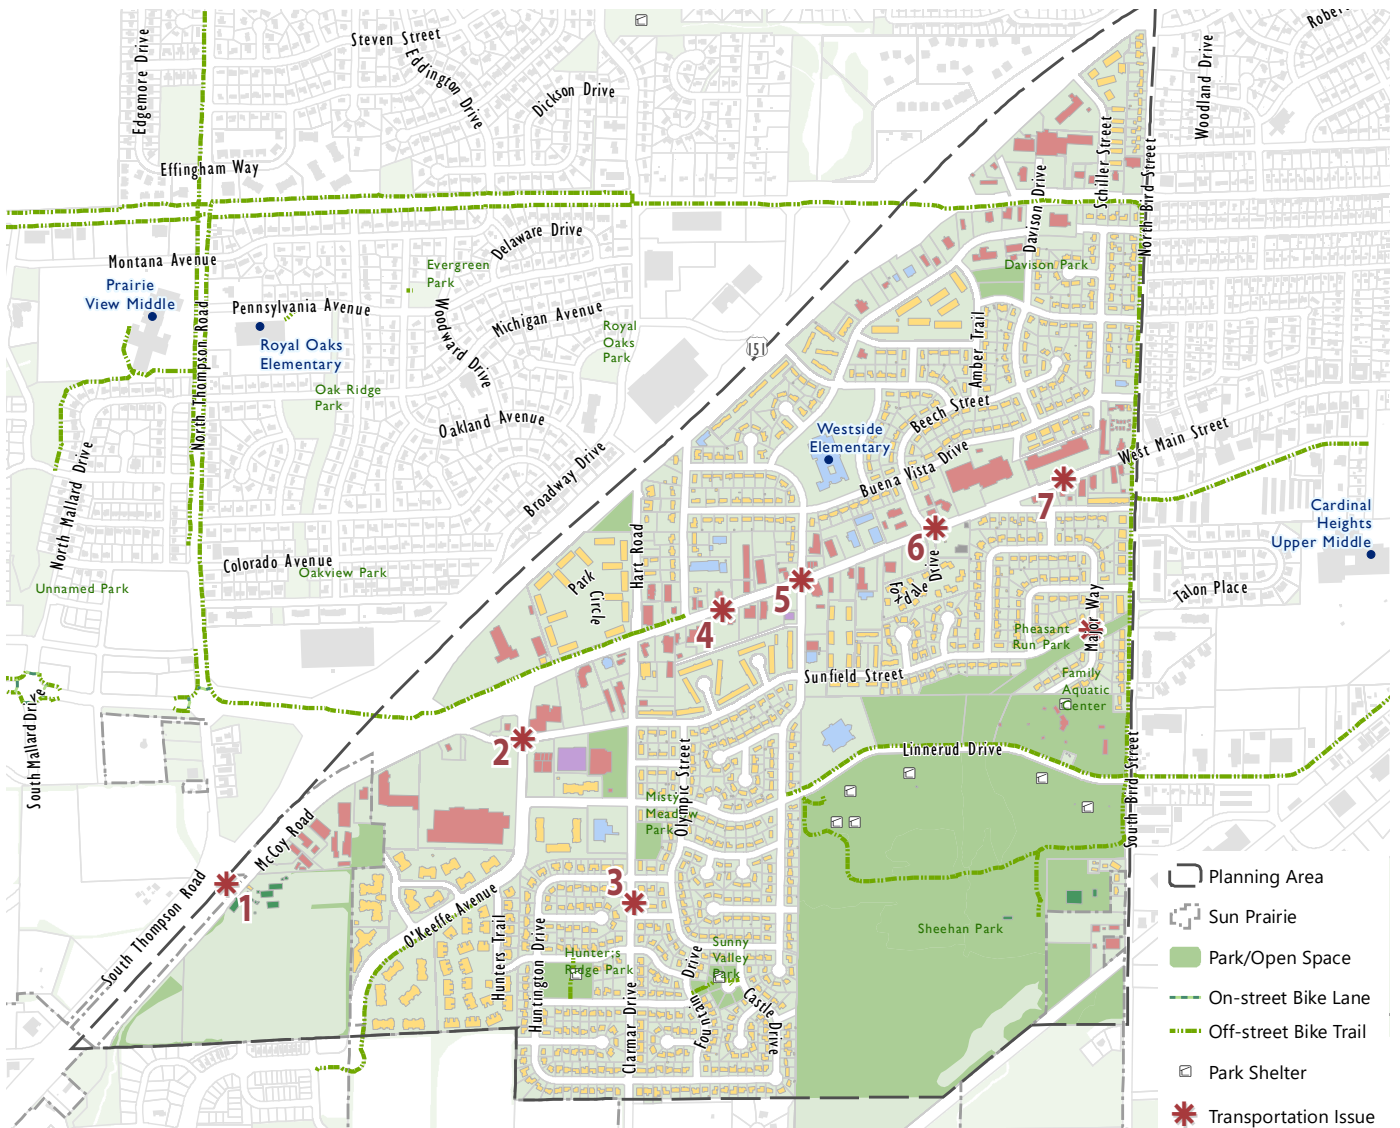 Steven Street
Eddington Drive
Dickson Drive
Edgemore Drive
Woodland Drive
Effingham Way
Schiller Street
North Bird Street
Davison Drive
Delaware Drive
Montana Avenue
Evergreen
Park
Davison Park
Prairie
View Middle
Pennsylvania Avenue
Michigan Avenue
Woodward Drive
North Thompson Road
Royal
Oaks
Park
151
Royal Oaks
Elementary
Amber Trail
Oak Ridge
Park
Oakland Avenue
Beech Street
Westside
Elementary
West Main Street
Buena Vista Drive
Broadway Drive
North Mallard Drive
7
Cardinal
Heights
Upper Middle
6
Hart Road
Colorado Avenue
Oakview Park
Park
Circle
Unnamed Park
5
Foxdale Drive
Talon Place
4
Major Way
Pheasant
Run Park
Sunfield Street
Family
Aquatic
Center
South Mallard Drive
2
Linnerud Drive
South Bird Street
Olympic Street
Misty
Meadow
Park
McCoy Road
3
1
South Thompson Road
O'Keeffe Avenue
Hunters Trail
Huntington Drive
Hunter;s
Ridge Park
Clarmar Drive
Fountain Drive
Sunny
Valley
Park
Castle Drive
Sheehan Park
Planning Area
Sun Prairie
Park/Open Space
On-street Bike Lane
Off-street Bike Trail
Park Shelter
Transportation Issue